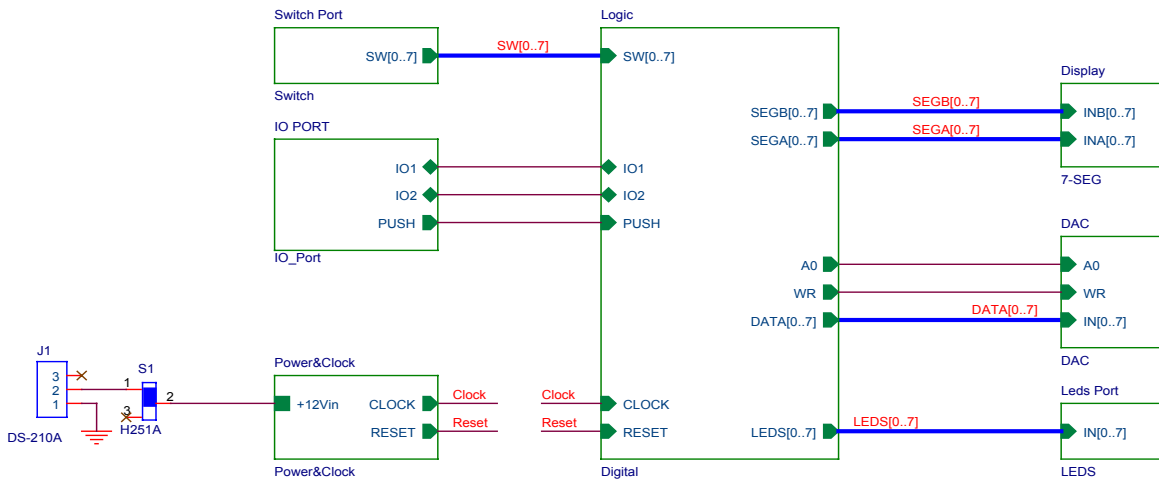 Switch Port
SW[0..7]
Switch
SW[0..7]
IO PORT
IO1
IO2
PUSH
IO_Port
Logic
SW[0..7]
IO1
IO2
PUSH
CLOCK
RESET
SEGB[0..7]
SEGA[0..7]
A0
WR
DATA[0..7]
LEDS[0..7]
Digital
SEGB[0..7]
SEGA[0..7]
Display
INB[0..7]
INA[0..7]
7-SEG
DAC
A0
WR
IN[0..7]
DAC
DATA[0..7]
Leds Port
IN[0..7]
LEDS
LEDS[0..7]
J1
3
2
1
DS-210A
S1
1
2
3
H251A
Power&Clock
+12Vin
CLOCK
RESET
Power&Clock
Clock
Reset
Clock
Reset